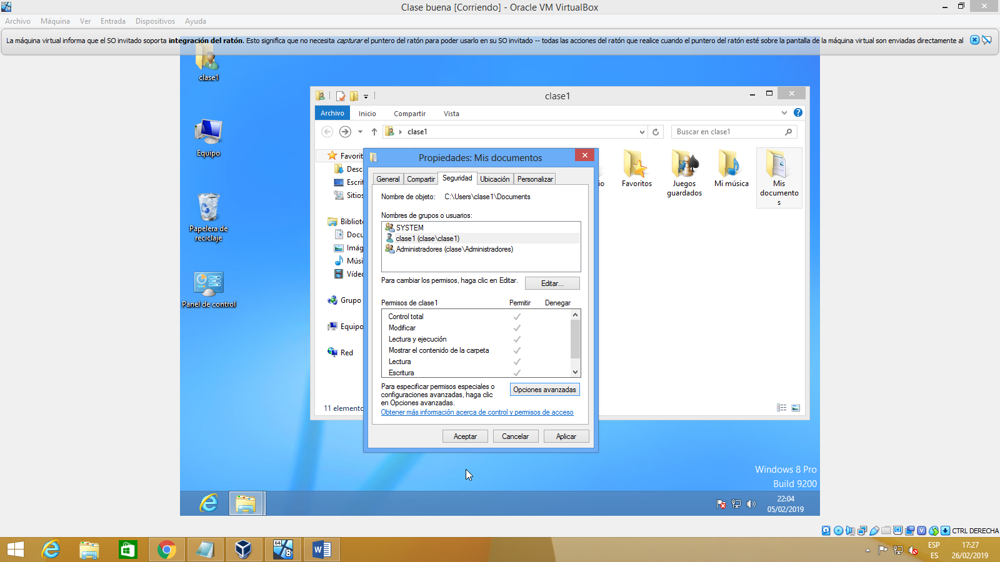 Clase buena [Corriendo] - Oracle VM VirtualBox
Archivo Máquina Ver Entrada Dispositivos Ayuda
La máquina virtual informa que el SO invitado soporta integración del ratón. Esto significa que no necesita capturar el puntero del ratón para poder usarlo en su SO invitado -- todas las acciones del ratón que realice cuando el puntero del ratón esté sobre la pantalla de la máquina virtual son enviadas directamente al
clase1
Equipo
Papelera de
reciclaje
Panel de control
clase1
Archivo Inicio Compartir Vista
clase1
Buscar en clase1
Favorit
Desca
Escrit
Sitios
Bibliote
Docu
Imág
Músi
Vídeo
Grupo
Equipo
Red
11 elemento
io
Favoritos
Juegos
guardados
Mi música
Mis
documento
s
Propiedades: Mis documentos
General Compartir Seguridad Ubicación Personalizar
Nombre de objeto: C:\Users\clase1\Documents
Nombres de grupos o usuarios:
SYSTEM
clase1 (clase\clase1)
Administradores (clase\Administradores)
Para cambiar los permisos, haga clic en Editar.
Editar...
Permisos de clase1 Permitir Denegar
Control total
Modificar
Lectura y ejecución
Mostrar el contenido de la carpeta
Lectura
Escritura
Para especificar permisos especiales o
configuraciones avanzadas, haga clic
en Opciones avanzadas.
Opciones avanzadas
Obtener más información acerca de control y permisos de acceso
Aceptar Cancelar Aplicar
Windows 8 Pro
Build 9200
22:04
05/02/2019
CTRL DERECHA
64
8
ESP
ES
17:27
26/02/2019